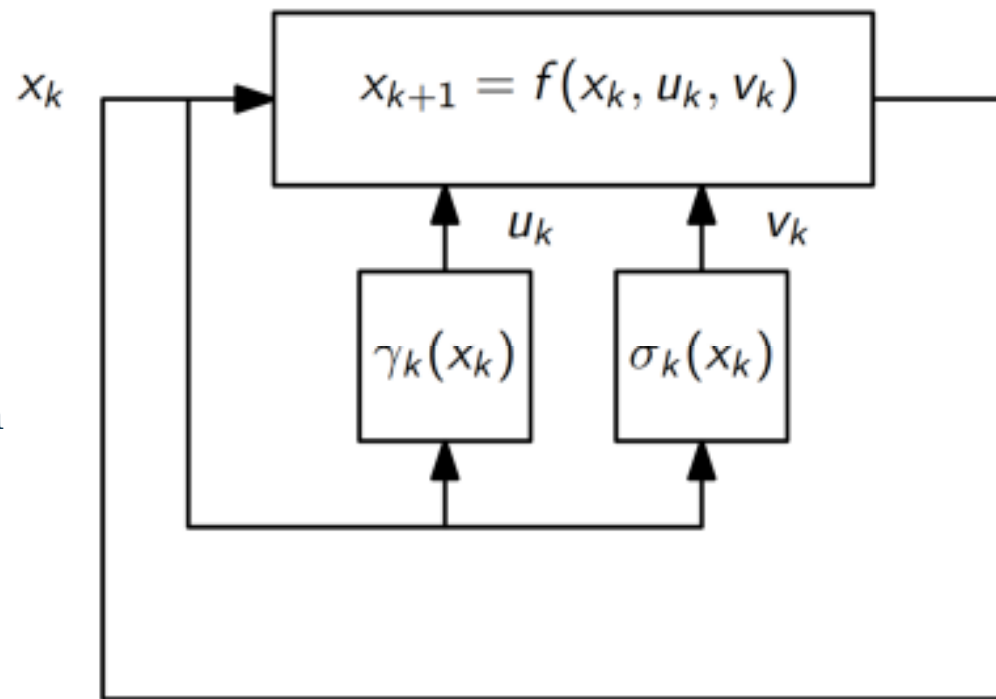 x_k
x_{k+1} = f(x_k, u_k, v_k)
u_k
v_k
γ_k(x_k)
σ_k(x_k)